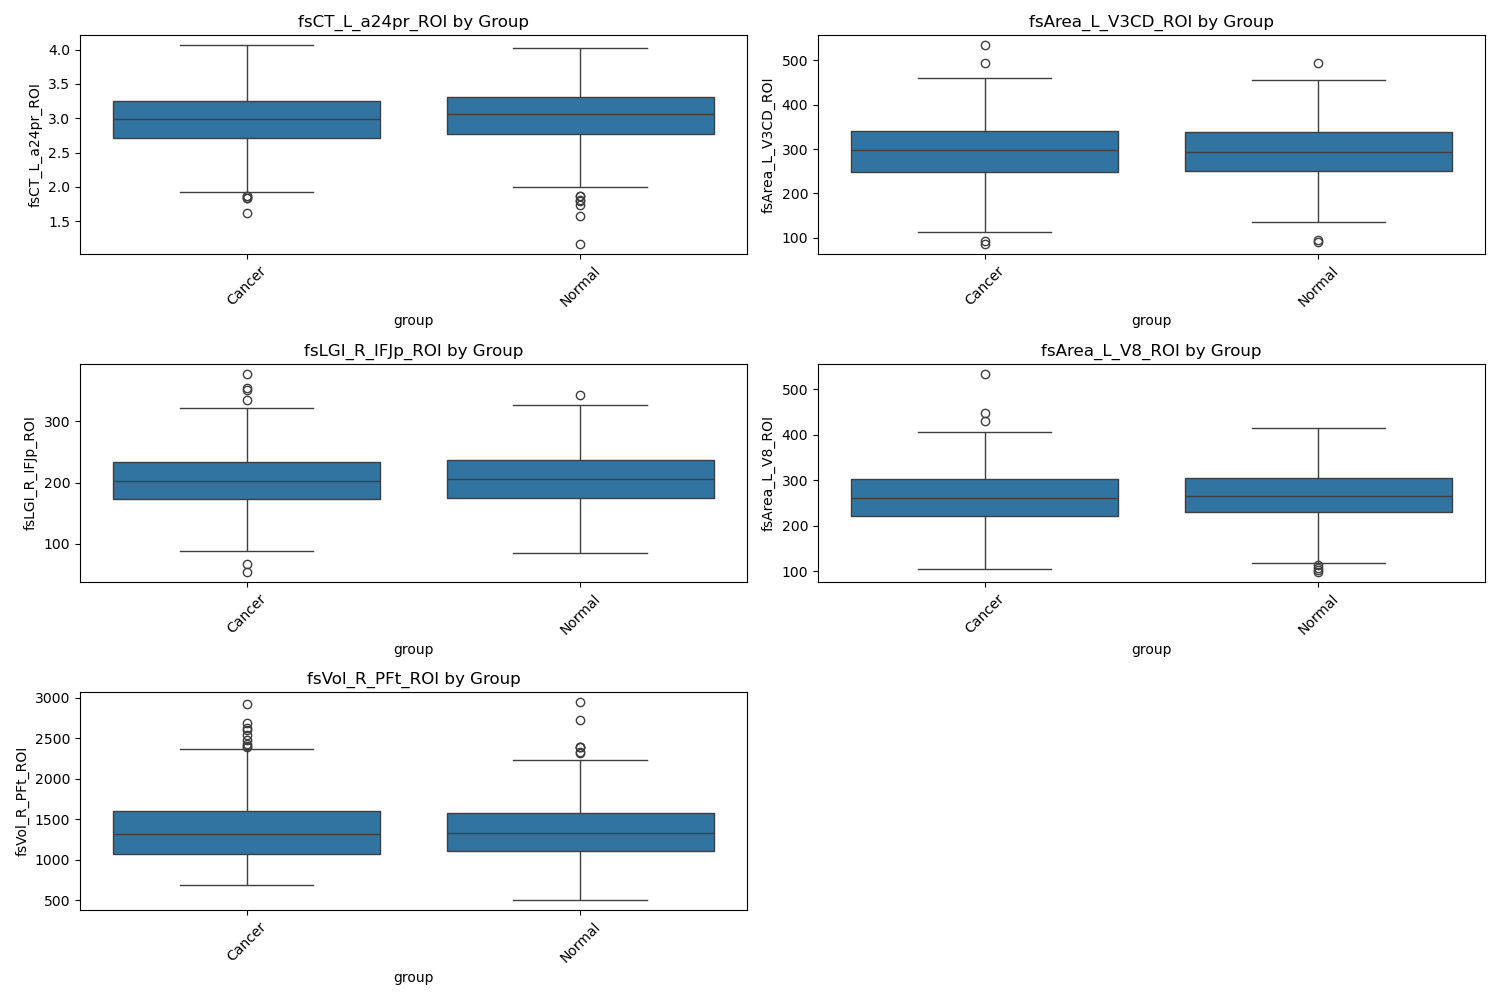 fsCT_L_a24pr_ROI by Group
fsCT_L_a24pr_ROI
4.0
3.5
3.0
2.5
2.0
1.5
Cancer
Normal
group
fsArea_L_V3CD_ROI by Group
fsArea_L_V3CD_ROI
500
400
300
200
100
Cancer
Normal
group
fsLGI_R_IFJp_ROI by Group
fsLGI_R_IFJp_ROI
300
200
100
Cancer
Normal
group
fsArea_L_V8_ROI by Group
fsArea_L_V8_ROI
500
400
300
200
100
Cancer
Normal
group
fsVol_R_PFt_ROI by Group
fsVol_R_PFt_ROI
3000
2500
2000
1500
1000
500
Cancer
Normal
group